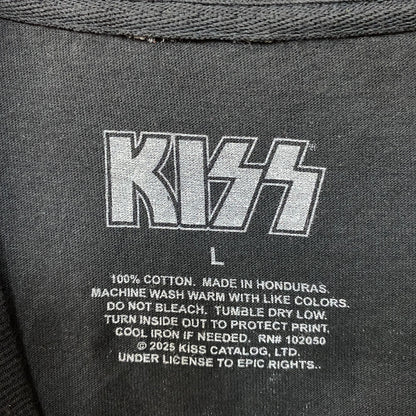 KISS
L
100% COTTON. MADE IN HONDURAS.
MACHINE WASH WARM WITH LIKE COLORS.
DO NOT BLEACH. TUMBLE DRY LOW.
TURN INSIDE OUT TO PROTECT PRINT.
COOL IRON IF NEEDED. RN# 102050
© 2025 KISS CATALOG, LTD.
UNDER LICENSE TO EPIC RIGHTS..